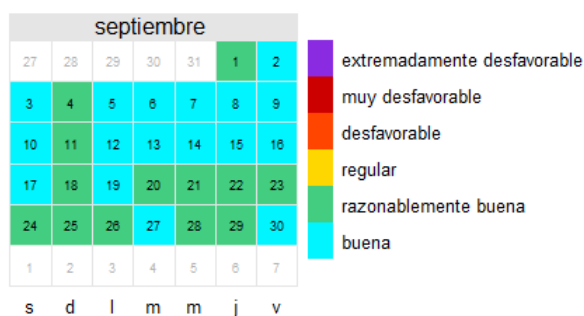 septiembre
27 28 29 30 31 1 2
3 4 5 6 7 8 9
10 11 12 13 14 15 16
17 18 19 20 21 22 23
24 25 26 27 28 29 30
1 2 3 4 5 6 7
s d l m m j v
extremadamente desfavorable
muy desfavorable
desfavorable
regular
razonablemente buena
buena